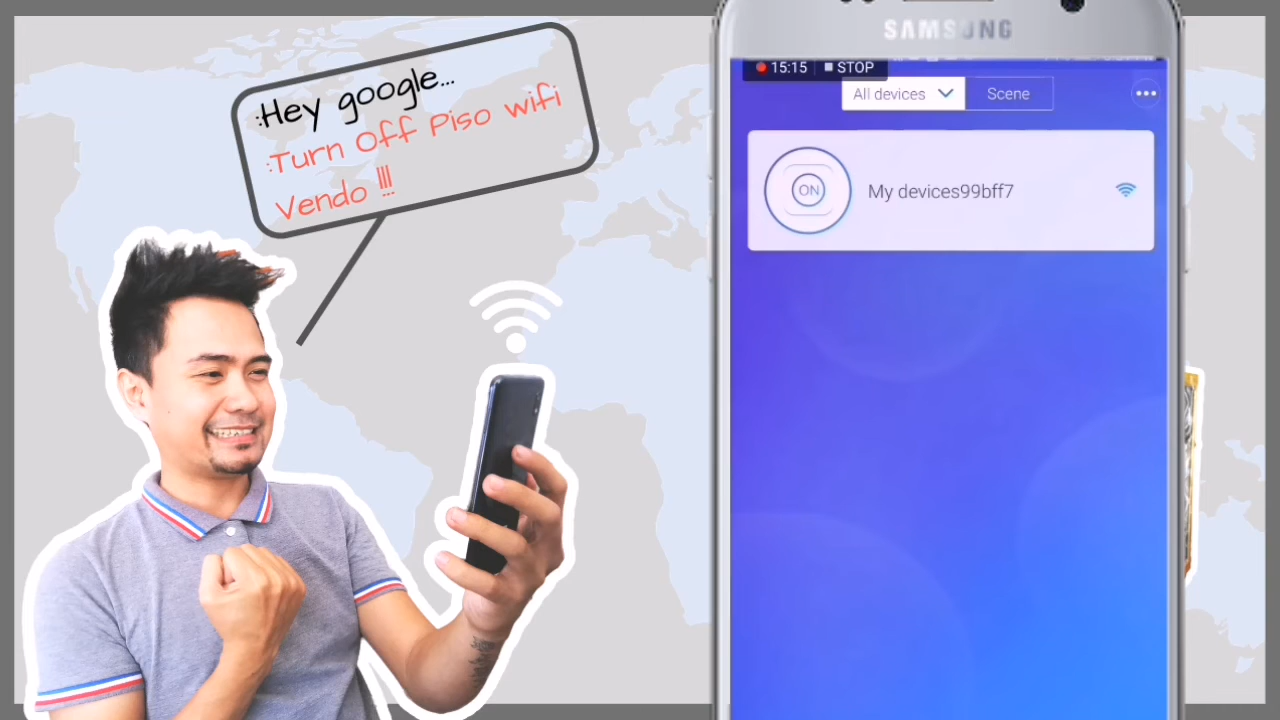 Hey google...
Turn Off Piso wifi
Vendo !!!
SAMSUNG
15:15 STOP
All devices Scene
ON My devices99bff7